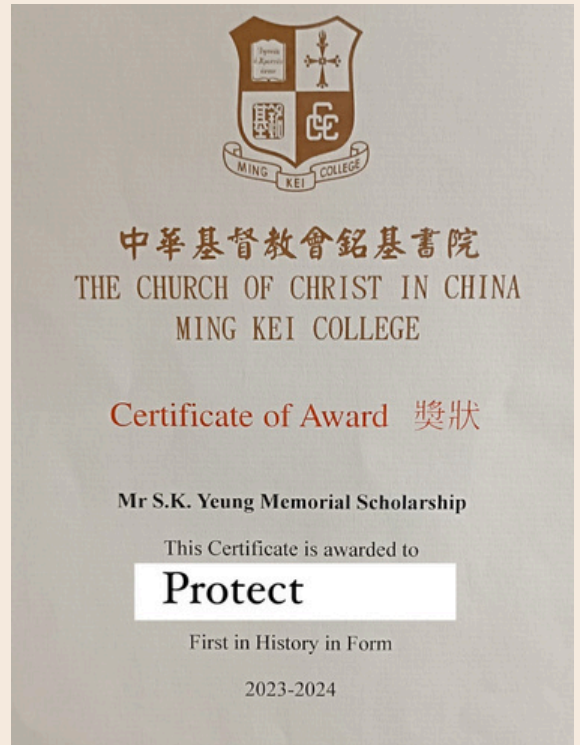 MING KEI COLLEGE
中華基督教會銘基書院
THE CHURCH OF CHRIST IN CHINA
MING KEI COLLEGE
Certificate of Award 獎狀
Mr S.K. Yeung Memorial Scholarship
This Certificate is awarded to
Protect
First in History in Form
2023-2024